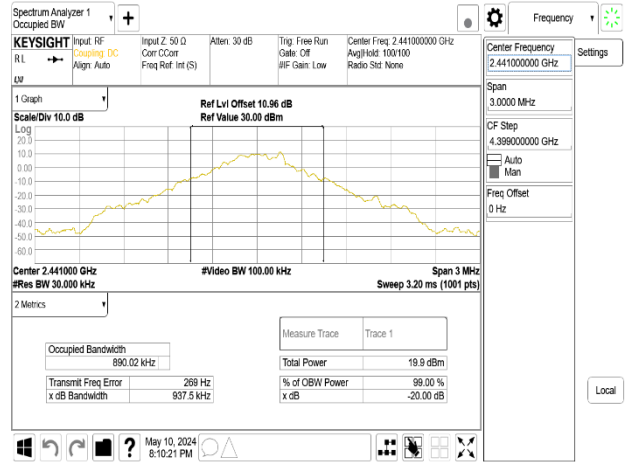 Spectrum Analyzer 1
Occupied BW
Frequency
KEYSIGHT
RL
Input: RF
Coupling: DC
Align: Auto
Input Z: 50 Ω
Corr CCorr
Freq Ref: Int (S)
Atten: 30 dB
Trig: Free Run
Gate: Off
#IF Gain: Low
Center Freq: 2.441000000 GHz
Avg|Hold: 100/100
Radio Std: None
1 Graph
Scale/Div 10.0 dB
Ref Lvl Offset 10.96 dB
Ref Value 30.00 dBm
Log
20.0
10.0
0.00
-10.0
-20.0
-30.0
-40.0
-50.0
-60.0
Center 2.441000 GHz
#Res BW 30.000 kHz
#Video BW 100.00 kHz
Span 3 MHz
Sweep 3.20 ms (1001 pts)
2 Metrics
Measure Trace
Trace 1
Occupied Bandwidth
890.02 kHz
Total Power
19.9 dBm
Transmit Freq Error
269 Hz
% of OBW Power
99.00 %
x dB Bandwidth
937.5 kHz
x dB
-20.00 dB
?
May 10, 2024
8:10:21 PM
Center Frequency
2.441000000 GHz
Settings
Span
3.0000 MHz
CF Step
4.399000000 GHz
Auto
Man
Freq Offset
0 Hz
Local